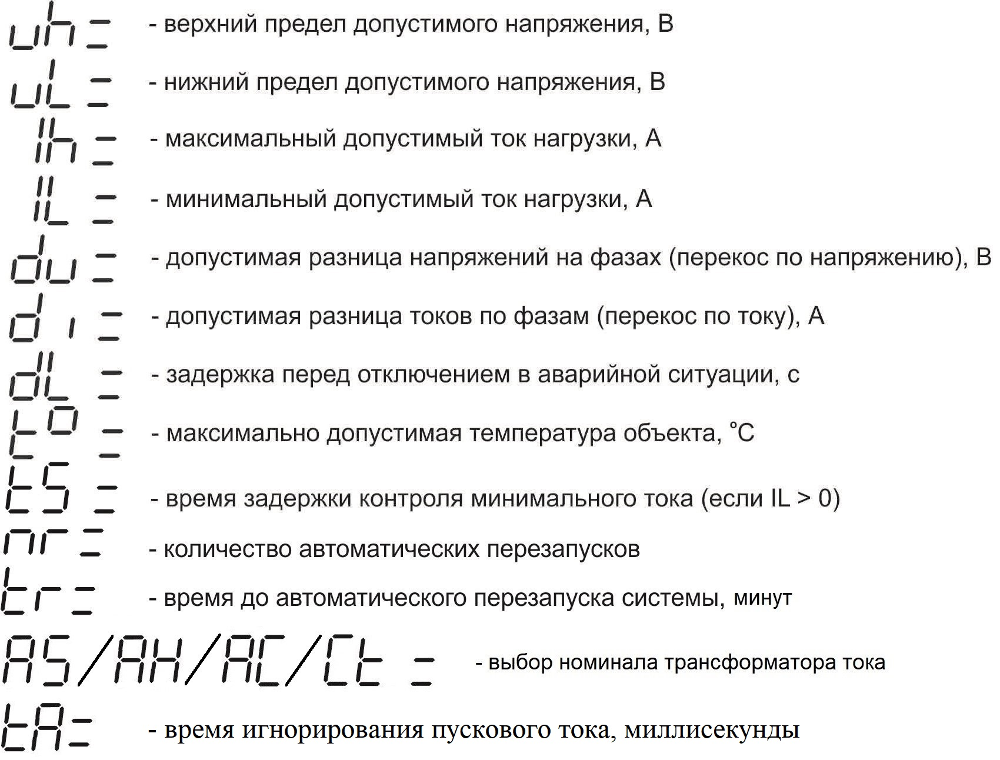 uh = - верхний предел допустимого напряжения, В
uL = - нижний предел допустимого напряжения, В
Ih = - максимальный допустимый ток нагрузки, А
IL = - минимальный допустимый ток нагрузки, А
du = - допустимая разница напряжений на фазах (перекос по напряжению), В
di = - допустимая разница токов по фазам (перекос по току), А
dL = - задержка перед отключением в аварийной ситуации, с
t° = - максимально допустимая температура объекта, °С
tS = - время задержки контроля минимального тока (если IL > 0)
nr = - количество автоматических перезапусков
tr = - время до автоматического перезапуска системы, минут
AS/AH/AC/Ct = - выбор номинала трансформатора тока
tA= - время игнорирования пускового тока, миллисекунды